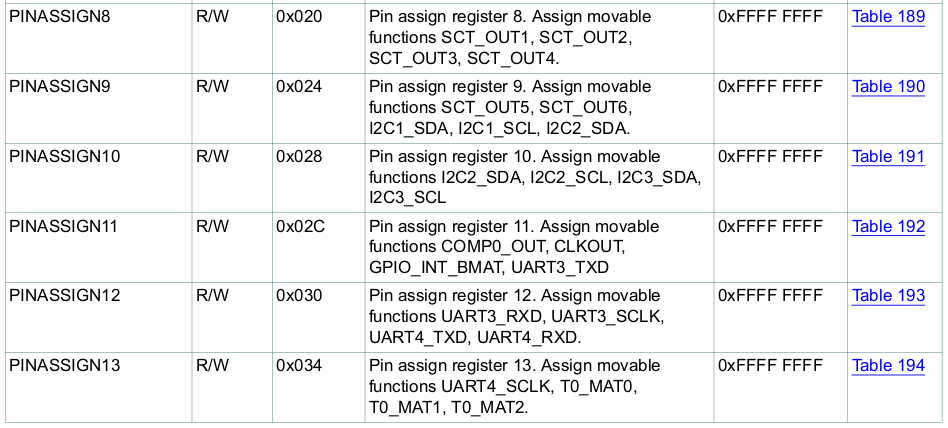 PINASSIGN8 R/W 0x020 Pin assign register 8. Assign movable 0xFFFF FFFF Table 189
functions SCT_OUT1, SCT_OUT2,
SCT_OUT3, SCT_OUT4.
PINASSIGN9 R/W 0x024 Pin assign register 9. Assign movable 0xFFFF FFFF Table 190
functions SCT_OUT5, SCT_OUT6,
I2C1_SDA, I2C1_SCL, I2C2_SDA.
PINASSIGN10 R/W 0x028 Pin assign register 10. Assign movable 0xFFFF FFFF Table 191
functions I2C2_SDA, I2C2_SCL, I2C3_SDA,
I2C3_SCL
PINASSIGN11 R/W 0x02C Pin assign register 11. Assign movable 0xFFFF FFFF Table 192
functions COMP0_OUT, CLKOUT,
GPIO_INT_BMAT, UART3_TXD
PINASSIGN12 R/W 0x030 Pin assign register 12. Assign movable 0xFFFF FFFF Table 193
functions UART3_RXD, UART3_SCLK,
UART4_TXD, UART4_RXD.
PINASSIGN13 R/W 0x034 Pin assign register 13. Assign movable 0xFFFF FFFF Table 194
functions UART4_SCLK, T0_MAT0,
T0_MAT1, T0_MAT2.